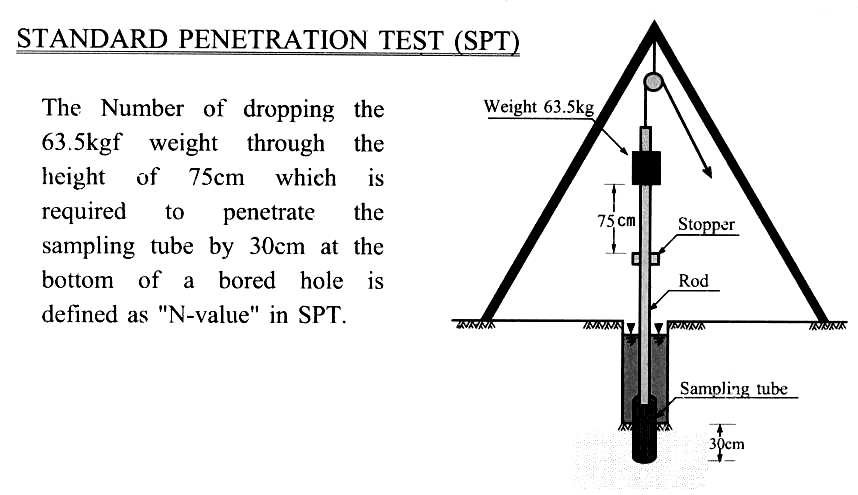 STANDARD PENETRATION TEST (SPT)
The Number of dropping the
63.5kgf weight through the
height of 75cm which is
required to penetrate the
sampling tube by 30cm at the
bottom of a bored hole is
defined as "N-value" in SPT.
Weight 63.5kg
75cm
Stopper
Rod
Sampling tube
30cm